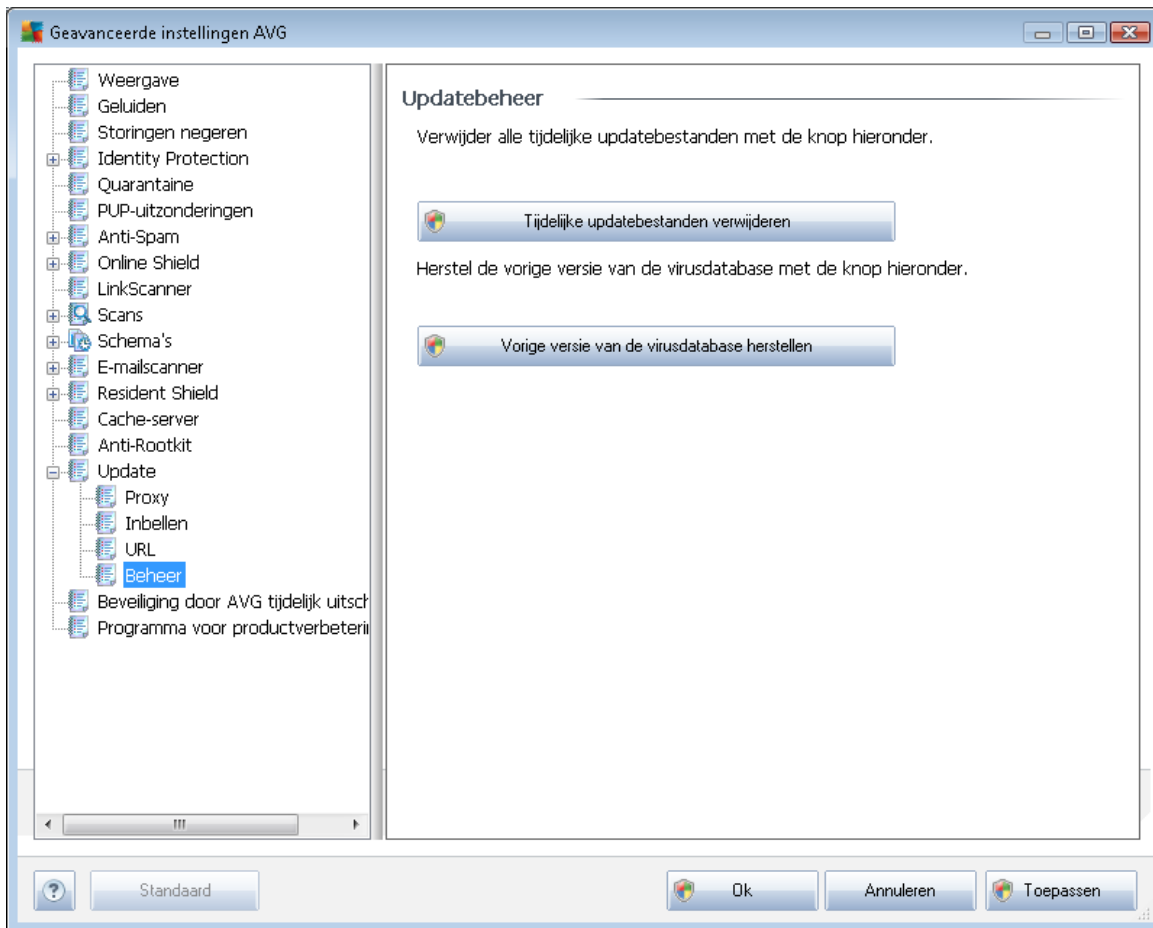 Geavanceerde instellingen AVG
Weergave
Geluiden
Storingen negeren
Identity Protection
Quarantaine
PUP-uitzonderingen
Anti-Spam
Online Shield
LinkScanner
Scans
Schema's
E-mailscanner
Resident Shield
Cache-server
Anti-Rootkit
Update
Proxy
Inbellen
URL
Beheer
Beveiliging door AVG tijdelijk uitsch
Programma voor productverbeterin
Updatebeheer
Verwijder alle tijdelijke updatebestanden met de knop hieronder.
Tijdelijke updatebestanden verwijderen
Herstel de vorige versie van de virusdatabase met de knop hieronder.
Vorige versie van de virusdatabase herstellen
?
Standaard
Ok
Annuleren
Toepassen